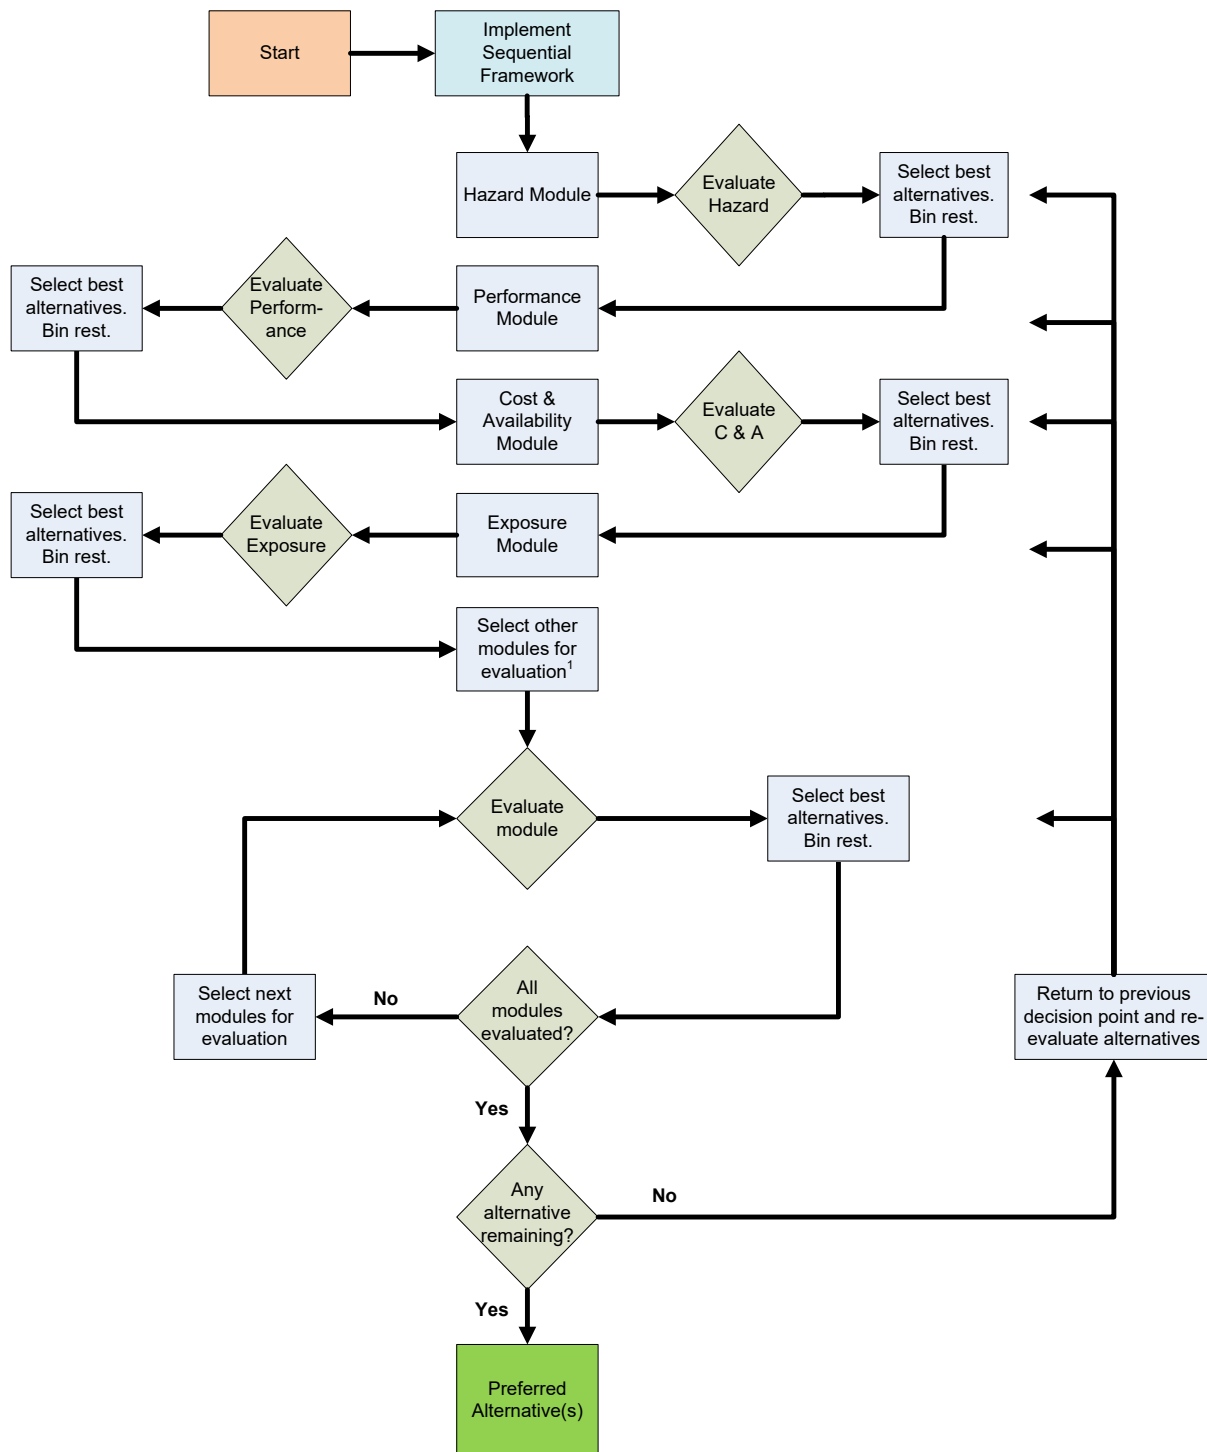 Start
Implement
Sequential
Framework
Hazard Module
Evaluate
Hazard
Select best
alternatives.
Bin rest.
Select best
alternatives.
Bin rest.
Evaluate
Perform-
ance
Performance
Module
Cost &
Availability
Module
Evaluate
C & A
Select best
alternatives.
Bin rest.
Select best
alternatives.
Bin rest.
Evaluate
Exposure
Exposure
Module
Select other
modules for
evaluation¹
Evaluate
module
Select best
alternatives.
Bin rest.
Select next
modules for
evaluation
No
All
modules
evaluated?
Return to previous
decision point and re-
evaluate alternatives
Yes
Any
alternative
remaining?
No
Yes
Preferred
Alternative(s)